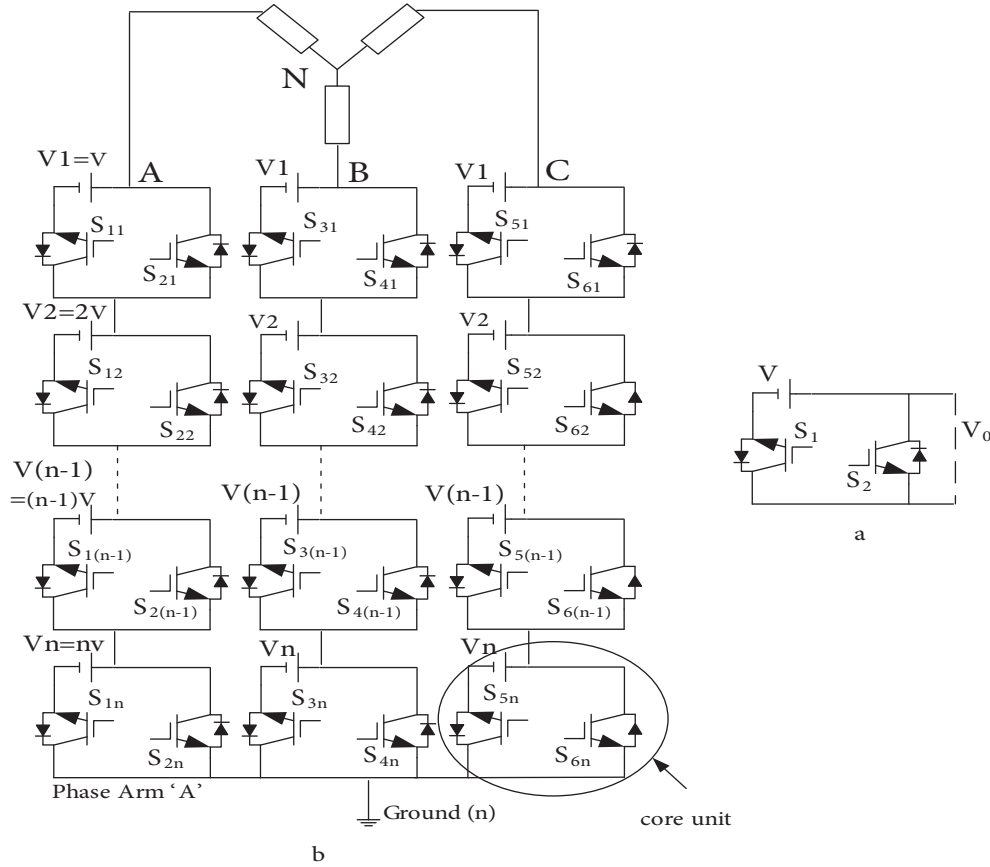 N
V1=V
A
V1
B
V1
C
S11
S31
S51
S21
S41
S61
V2=2V
V2
V2
S12
S32
S52
S22
S42
S62
V(n-1)
=(n-1)V
V(n-1)
V(n-1)
S1(n-1)
S3(n-1)
S5(n-1)
S2(n-1)
S4(n-1)
S6(n-1)
Vn=nv
Vn
Vn
S1n
S3n
S5n
S2n
S4n
S6n
Phase Arm ‘A’
Ground (n)
core unit
b
V
S1
S2
V0
a